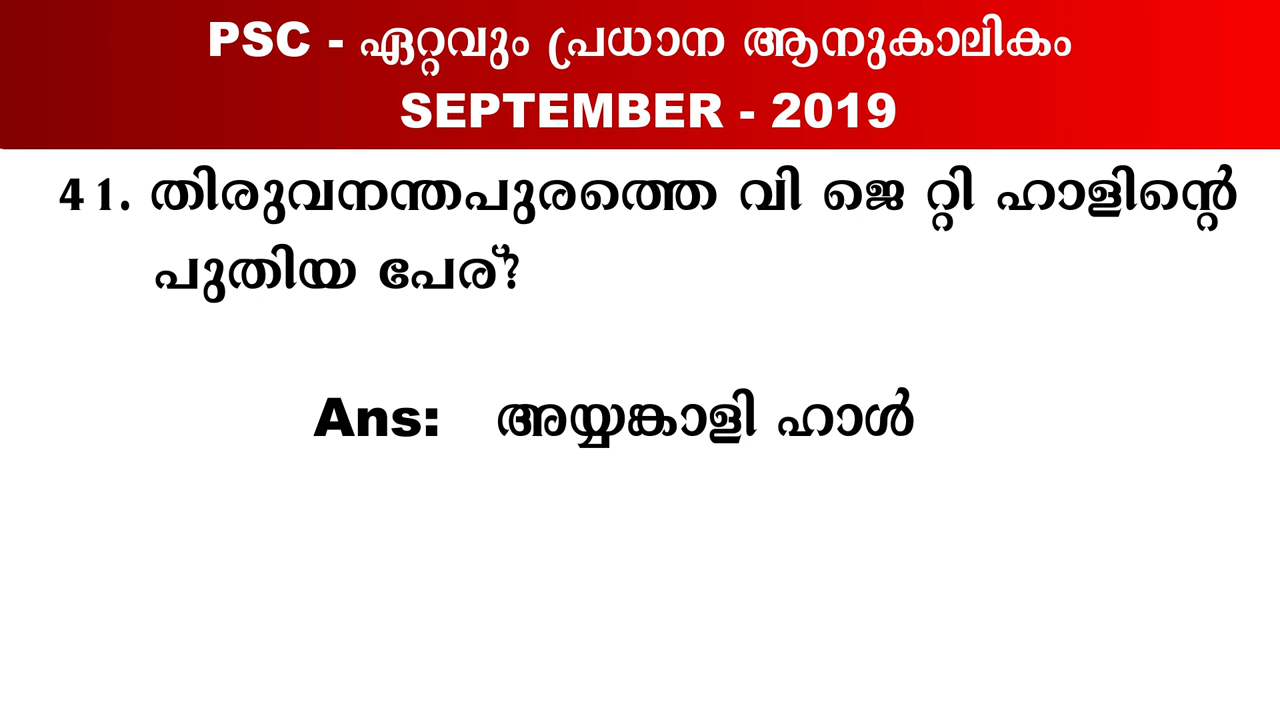 PSC - ഏറ്റവും പ്രധാന ആനുകാലികം
SEPTEMBER - 2019
41. തിരുവനന്തപുരത്തെ വി ജെ റ്റി ഹാളിന്റെ
പുതിയ പേര്?
Ans: അയ്യങ്കാളി ഹാൾ